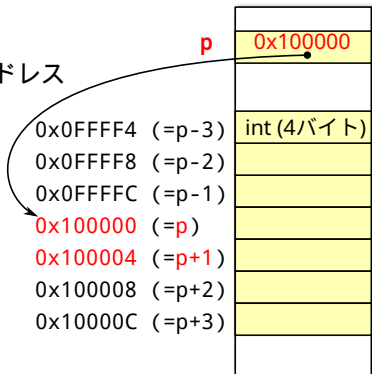 p 0x100000
ドレス
0x0FFFF4 (=p-3) int (4バイト)
0x0FFFF8 (=p-2)
0x0FFFFC (=p-1)
0x100000 (=p)
0x100004 (=p+1)
0x100008 (=p+2)
0x10000C (=p+3)